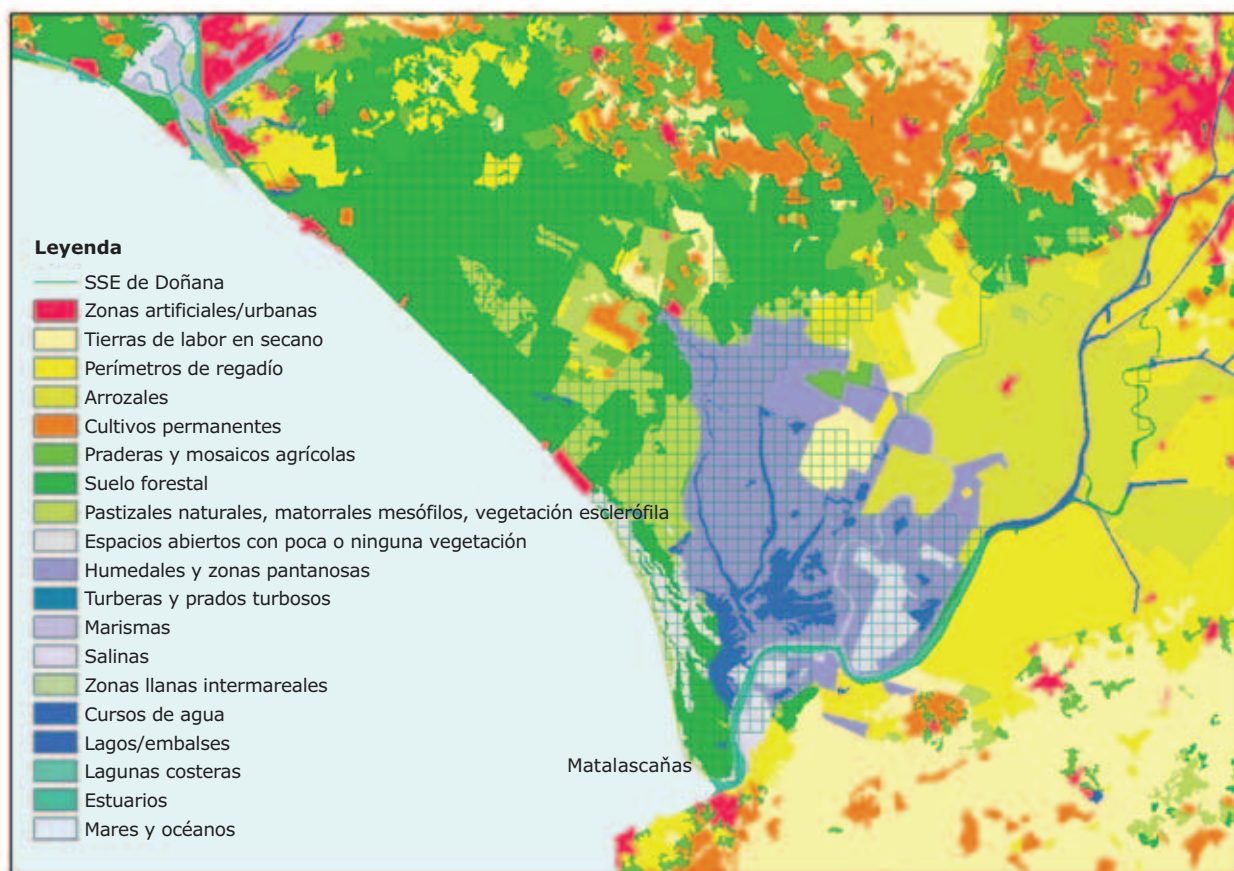 Leyenda
SSE de Doñana
Zonas artificiales/urbanas
Tierras de labor en secano
Perímetros de regadío
Arrozales
Cultivos permanentes
Praderas y mosaicos agrícolas
Suelo forestal
Pastizales naturales, matorrales mesófilos, vegetación esclerófila
Espacios abiertos con poca o ninguna vegetación
Humedales y zonas pantanosas
Turberas y prados turbosos
Marismas
Salinas
Zonas llanas intermareales
Cursos de agua
Lagos/embalses
Lagunas costeras
Estuarios
Mares y océanos
Matalascañas